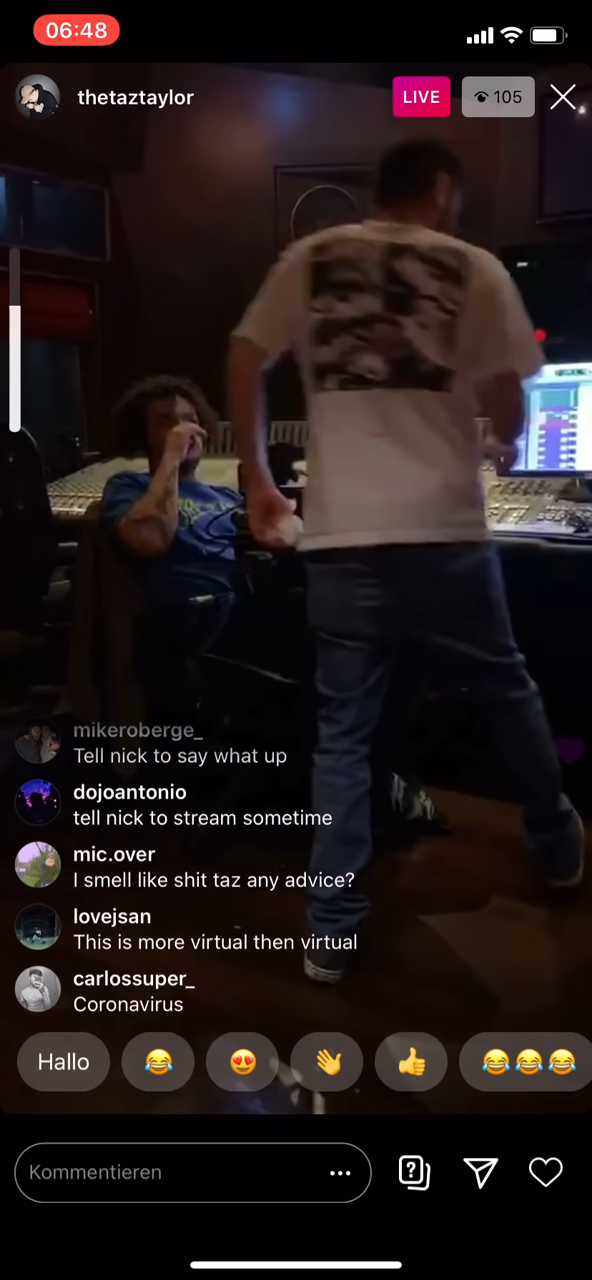 06:48
thetaztaylor
LIVE
105
mikeroberge_
Tell nick to say what up
dojoantonio
tell nick to stream sometime
mic.over
I smell like shit taz any advice?
lovejsan
This is more virtual then virtual
carlossuper_
Coronavirus
Hallo 😂 😍 👋 👍 😂😂😂
Kommentieren